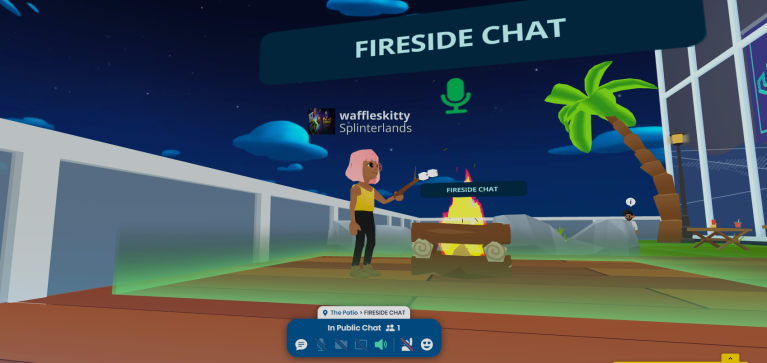 FIRESIDE CHAT
waffleskitty
Splinterlands
FIRESIDE CHAT
The Patio > FIRESIDE CHAT
In Public Chat 1